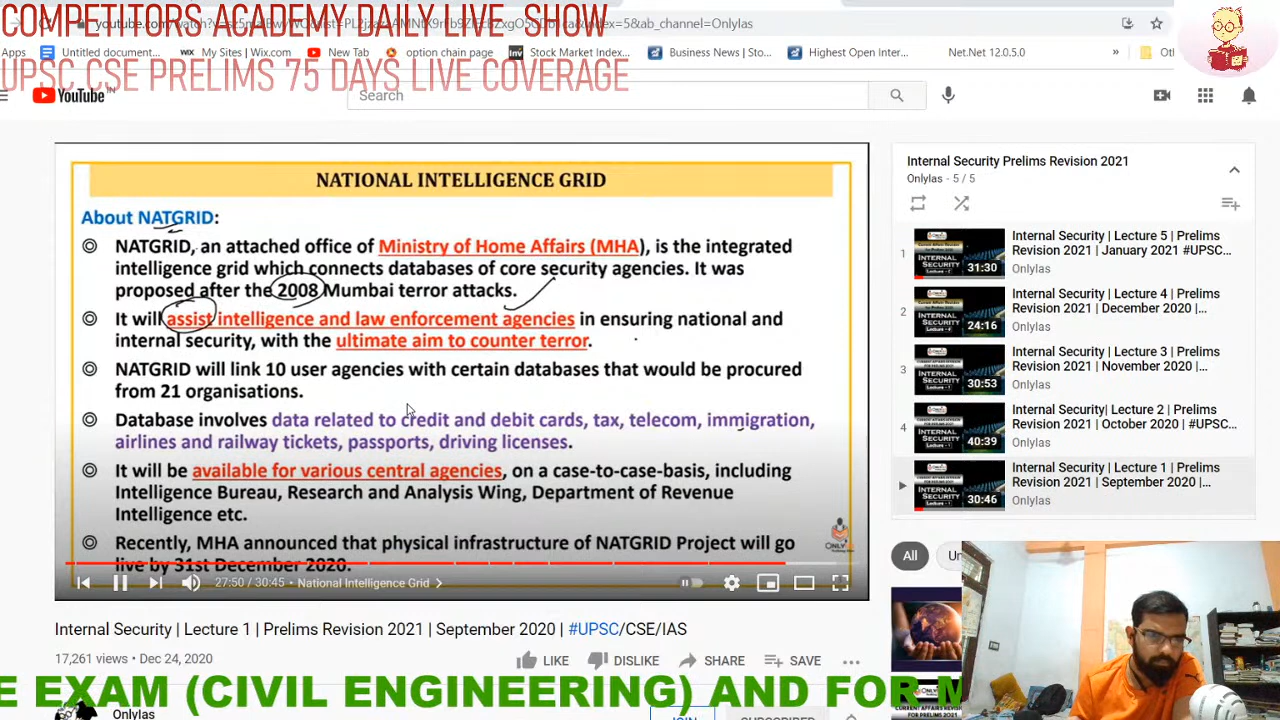 COMPETITORS ACADEMY DAILY LIVE-SHOW
UPSC CSE PRELIMS 75 DAYS LIVE COVERAGE
Apps
Untitled document...
My Sites | Wix.com
New Tab
option chain page
Stock Market Index...
Business News | Sto...
Highest Open Inter...
Net.Net 12.0.5.0
»
YouTube
Search
NATIONAL INTELLIGENCE GRID
About NATGRID:
NATGRID, an attached office of Ministry of Home Affairs (MHA), is the integrated
intelligence grid which connects databases of core security agencies. It was
proposed after the 2008 Mumbai terror attacks.
It will assist intelligence and law enforcement agencies in ensuring national and
internal security, with the ultimate aim to counter terror.
NATGRID will link 10 user agencies with certain databases that would be procured
from 21 organisations.
Database involves data related to credit and debit cards, tax, telecom, immigration,
airlines and railway tickets, passports, driving licenses.
It will be available for various central agencies, on a case-to-case-basis, including
Intelligence Bureau, Research and Analysis Wing, Department of Revenue
Intelligence etc.
Recently, MHA announced that physical infrastructure of NATGRID Project will go
live by 31st December 2020.
27:50 / 30:45 • National Intelligence Grid
Internal Security | Lecture 1 | Prelims Revision 2021 | September 2020 | #UPSC/CSE/IAS
17,261 views • Dec 24, 2020
LIKE
DISLIKE
SHARE
SAVE
Onlylas
JOIN
SUBSCRIBED
Internal Security Prelims Revision 2021
Onlylas - 5 / 5
1
31:30
Internal Security | Lecture 5 | Prelims
Revision 2021 | January 2021 #UPSC...
Onlylas
2
24:16
Internal Security | Lecture 4 | Prelims
Revision 2021 | December 2020 |...
Onlylas
3
30:53
Internal Security | Lecture 3 | Prelims
Revision 2021 | November 2020 |...
Onlylas
4
40:39
Internal Security| Lecture 2 | Prelims
Revision 2021 | October 2020 | #UPSC...
Onlylas
30:46
Internal Security | Lecture 1 | Prelims
Revision 2021 | September 2020 |...
Onlylas
All
E EXAM (CIVIL ENGINEERING) AND FOR M